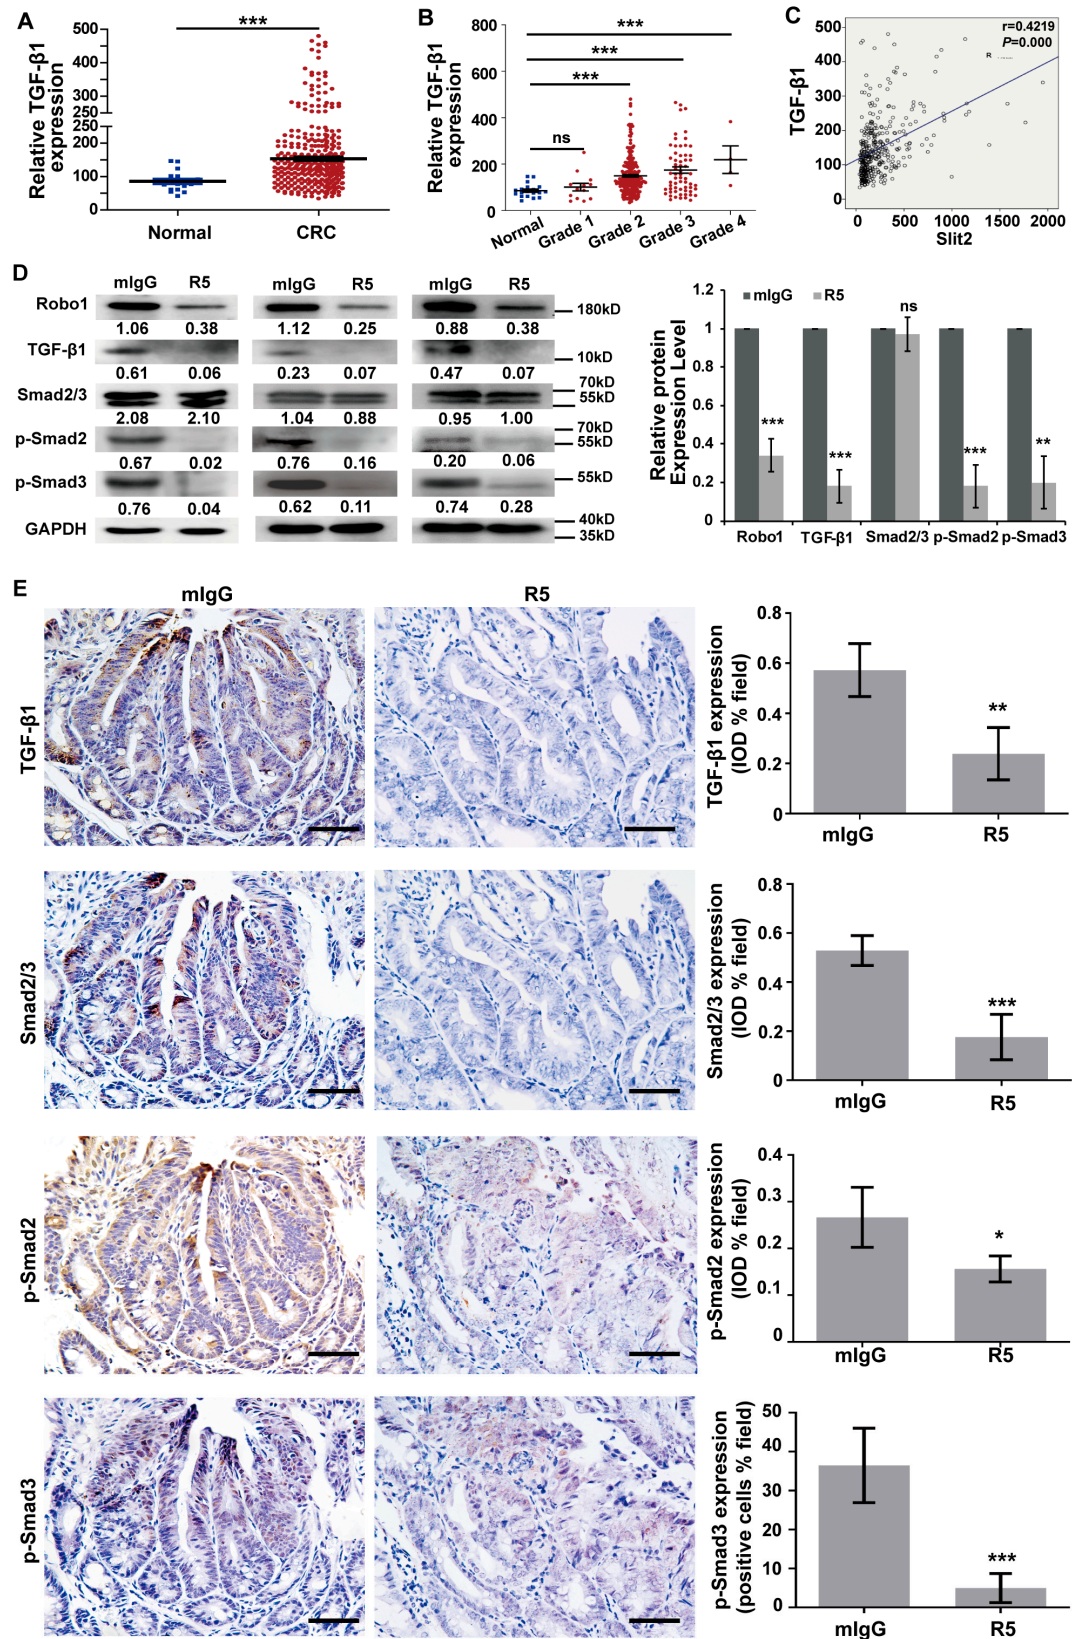 A
Relative TGF-β1
expression
500
450
400
350
300
250
200
150
100
50
0
***
Normal
CRC
B
Relative TGF-β1
expression
800
600
400
200
0
***
***
***
ns
Normal
Grade 1
Grade 2
Grade 3
Grade 4
C
TGF-β1
500
400
300
200
100
0
r=0.4219
P=0.000
R
0
500
1000
1500
2000
Slit2
D
mIgG R5 mIgG R5 mIgG R5
Robo1
180kD
1.06 0.38 1.12 0.25 0.88 0.38
TGF-β1
10kD
0.61 0.06 0.23 0.07 0.47 0.07
70kD
Smad2/3
55kD
2.08 2.10 1.04 0.88 0.95 1.00
70kD
p-Smad2
55kD
0.67 0.02 0.76 0.16 0.20 0.06
p-Smad3
55kD
0.76 0.04 0.62 0.11 0.74 0.28
40kD
GAPDH
35kD
Relative protein
Expression Level
1.2
1
0.8
0.6
0.4
0.2
0
mIgG R5
ns
***
***
***
**
Robo1 TGF-β1 Smad2/3 p-Smad2 p-Smad3
E
mIgG
R5
TGF-β1
TGF-β1 expression
(IOD % field)
0.8
0.6
0.4
0.2
0
**
mIgG R5
Smad2/3
Smad2/3 expression
(IOD % field)
0.8
0.6
0.4
0.2
0
***
mIgG R5
p-Smad2
p-Smad2 expression
(IOD % field)
0.4
0.3
0.2
0.1
0
*
mIgG R5
p-Smad3
p-Smad3 expression
(positive cells % field)
50
40
30
20
10
0
***
mIgG R5